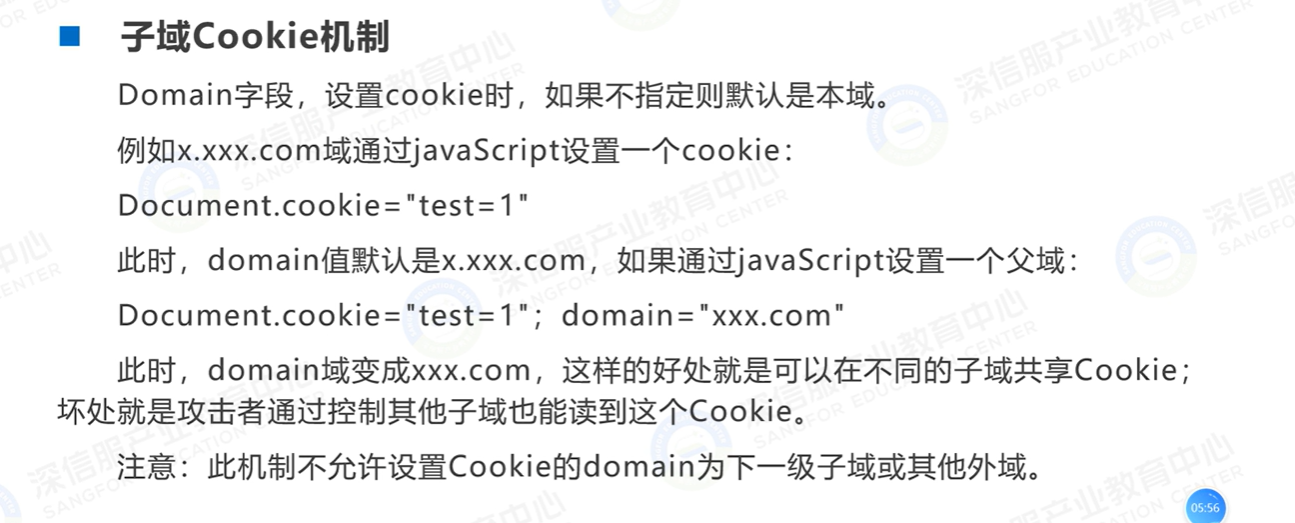 子域Cookie机制
Domain字段，设置cookie时，如果不指定则默认是本域。
例如x.xxx.com域通过javaScript设置一个cookie：
Document.cookie="test=1"
此时，domain值默认是x.xxx.com，如果通过javaScript设置一个父域：
Document.cookie="test=1"；domain="xxx.com"
此时，domain域变成xxx.com，这样的好处就是可以在不同的子域共享Cookie；
坏处就是攻击者通过控制其他子域也能读到这个Cookie。
注意：此机制不允许设置Cookie的domain为下一级子域或其他外域。
05:56
深信服产业教育中心
SANGFOR EDUCATION CENTER